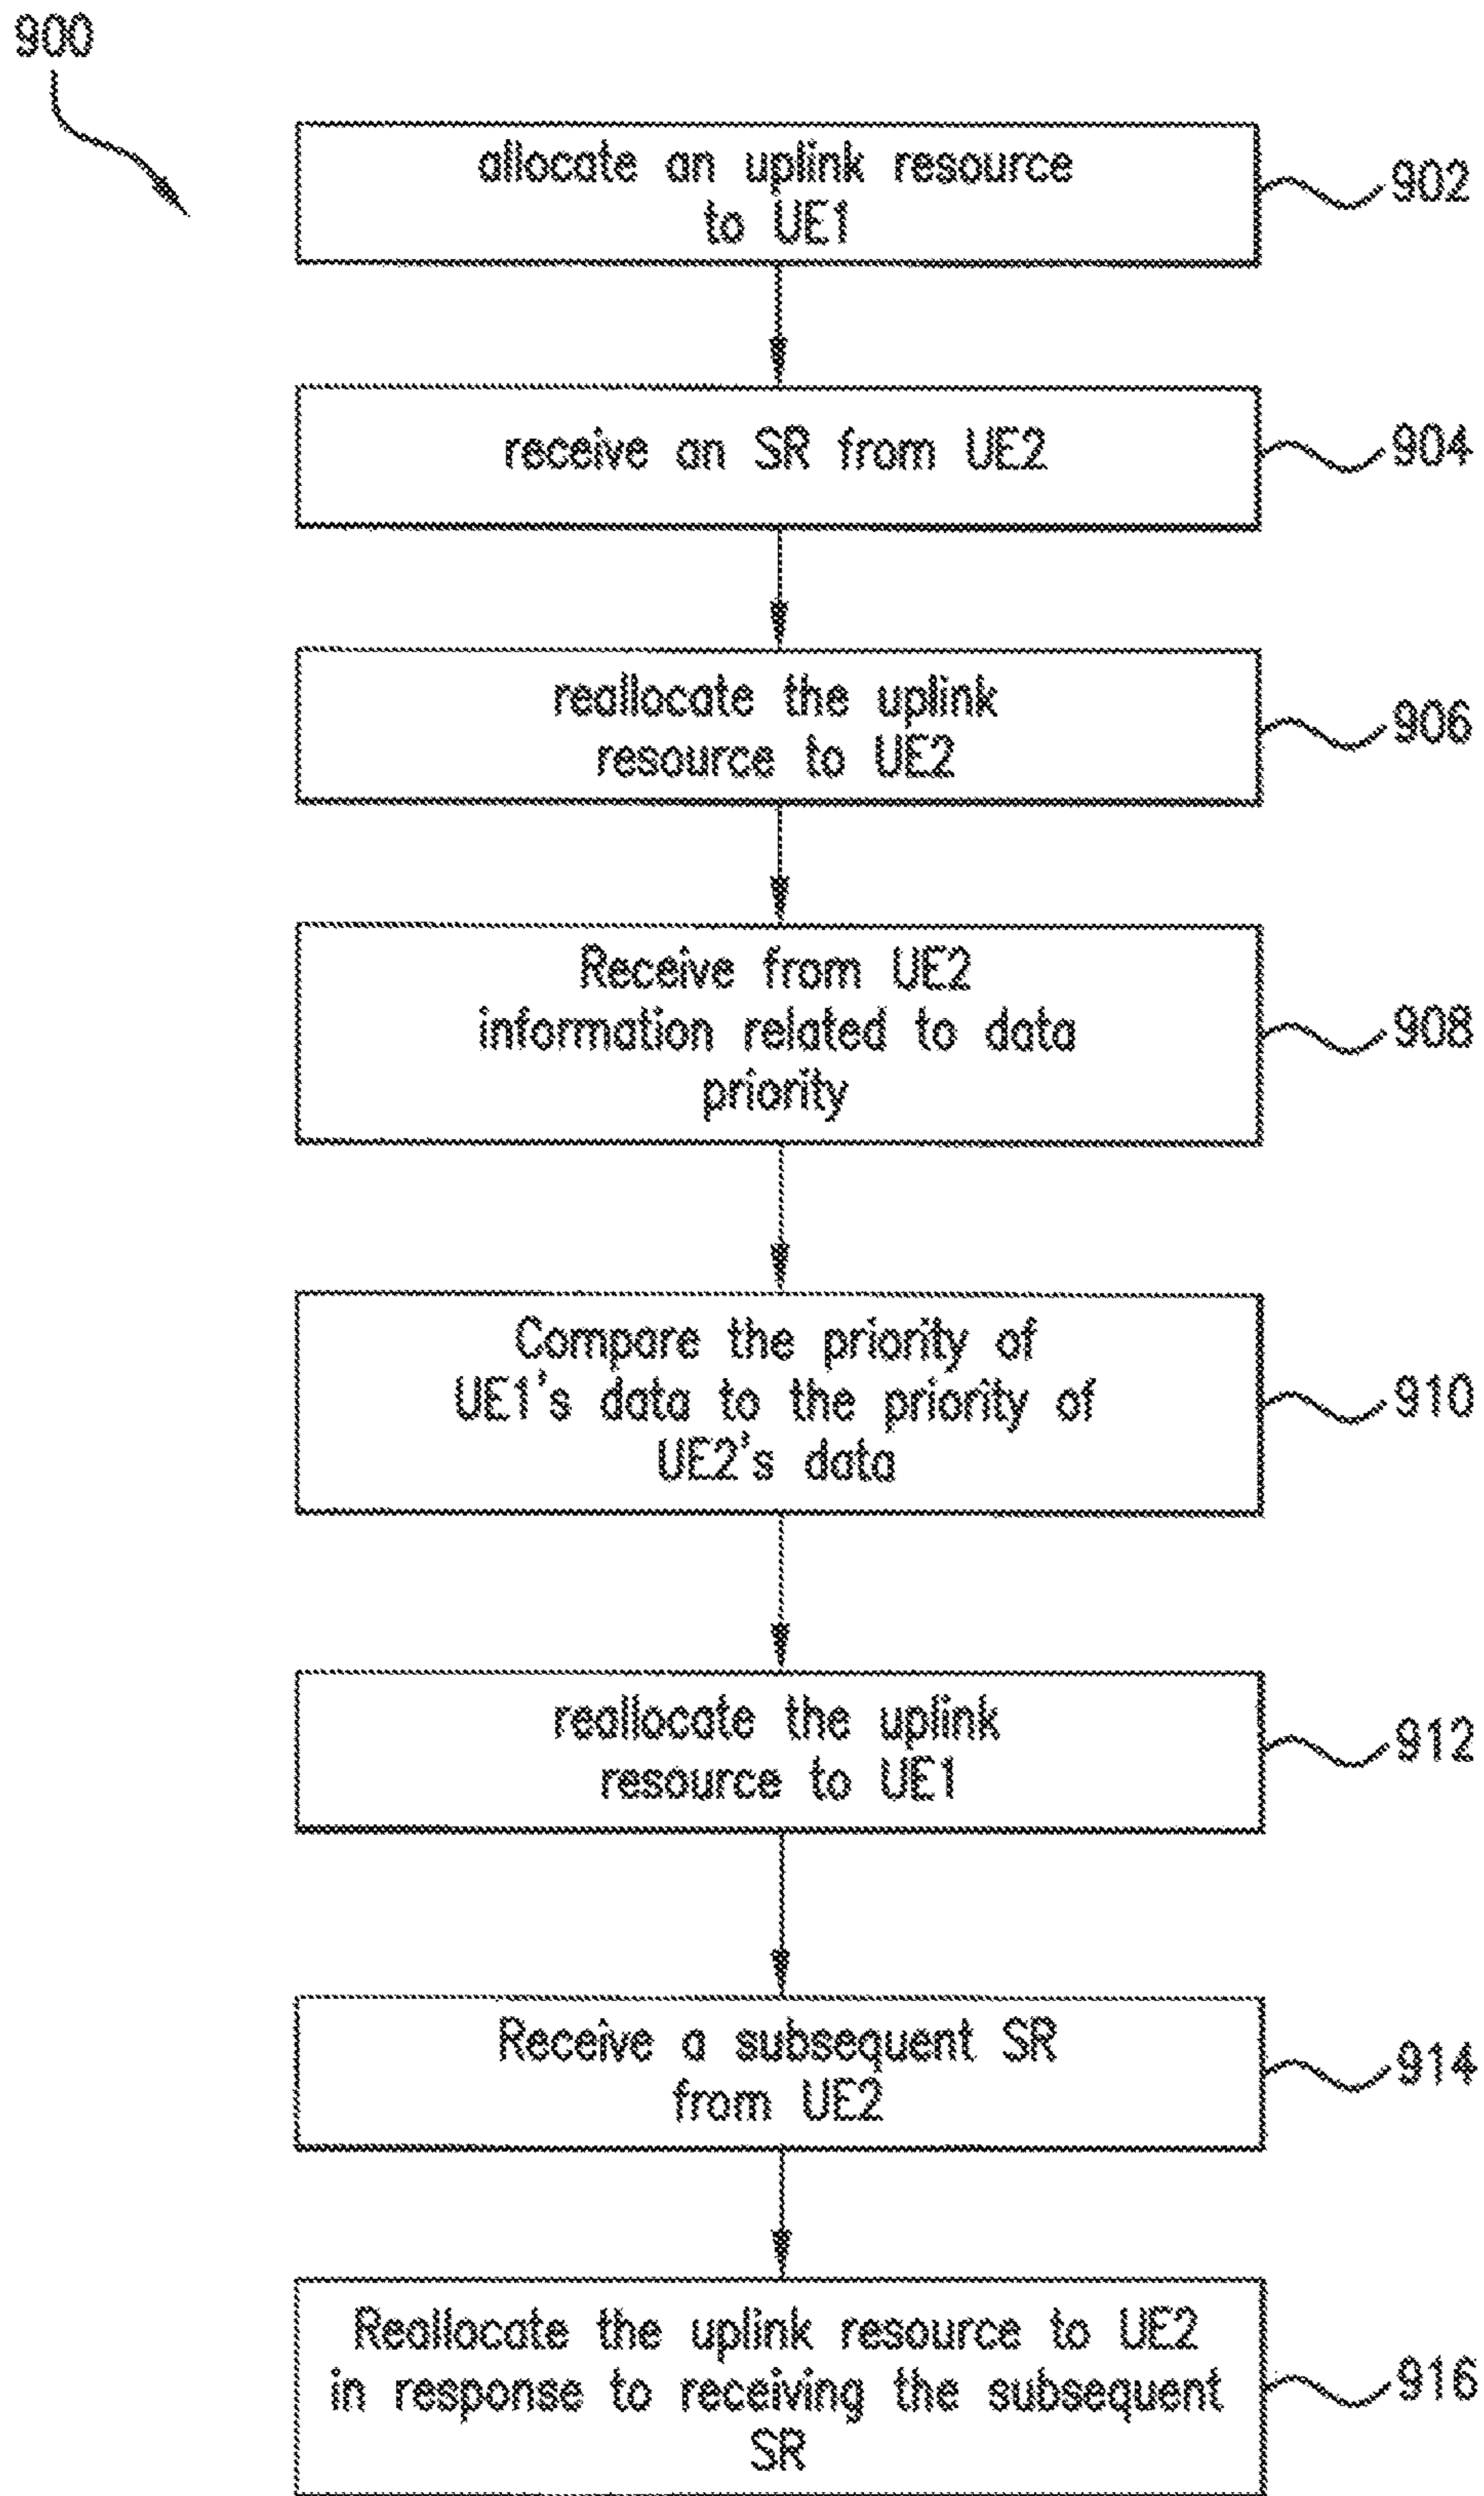 900
allocate an uplink resource
to UE1
902
receive an SR from UE2
904
reallocate the uplink
resource to UE2
906
Receive from UE2
information related to data
priority
908
Compare the priority of
UE1's data to the priority of
UE2's data
910
reallocate the uplink
resource to UE1
912
Receive a subsequent SR
from UE2
914
Reallocate the uplink resource to UE2
in response to receiving the subsequent
SR
916